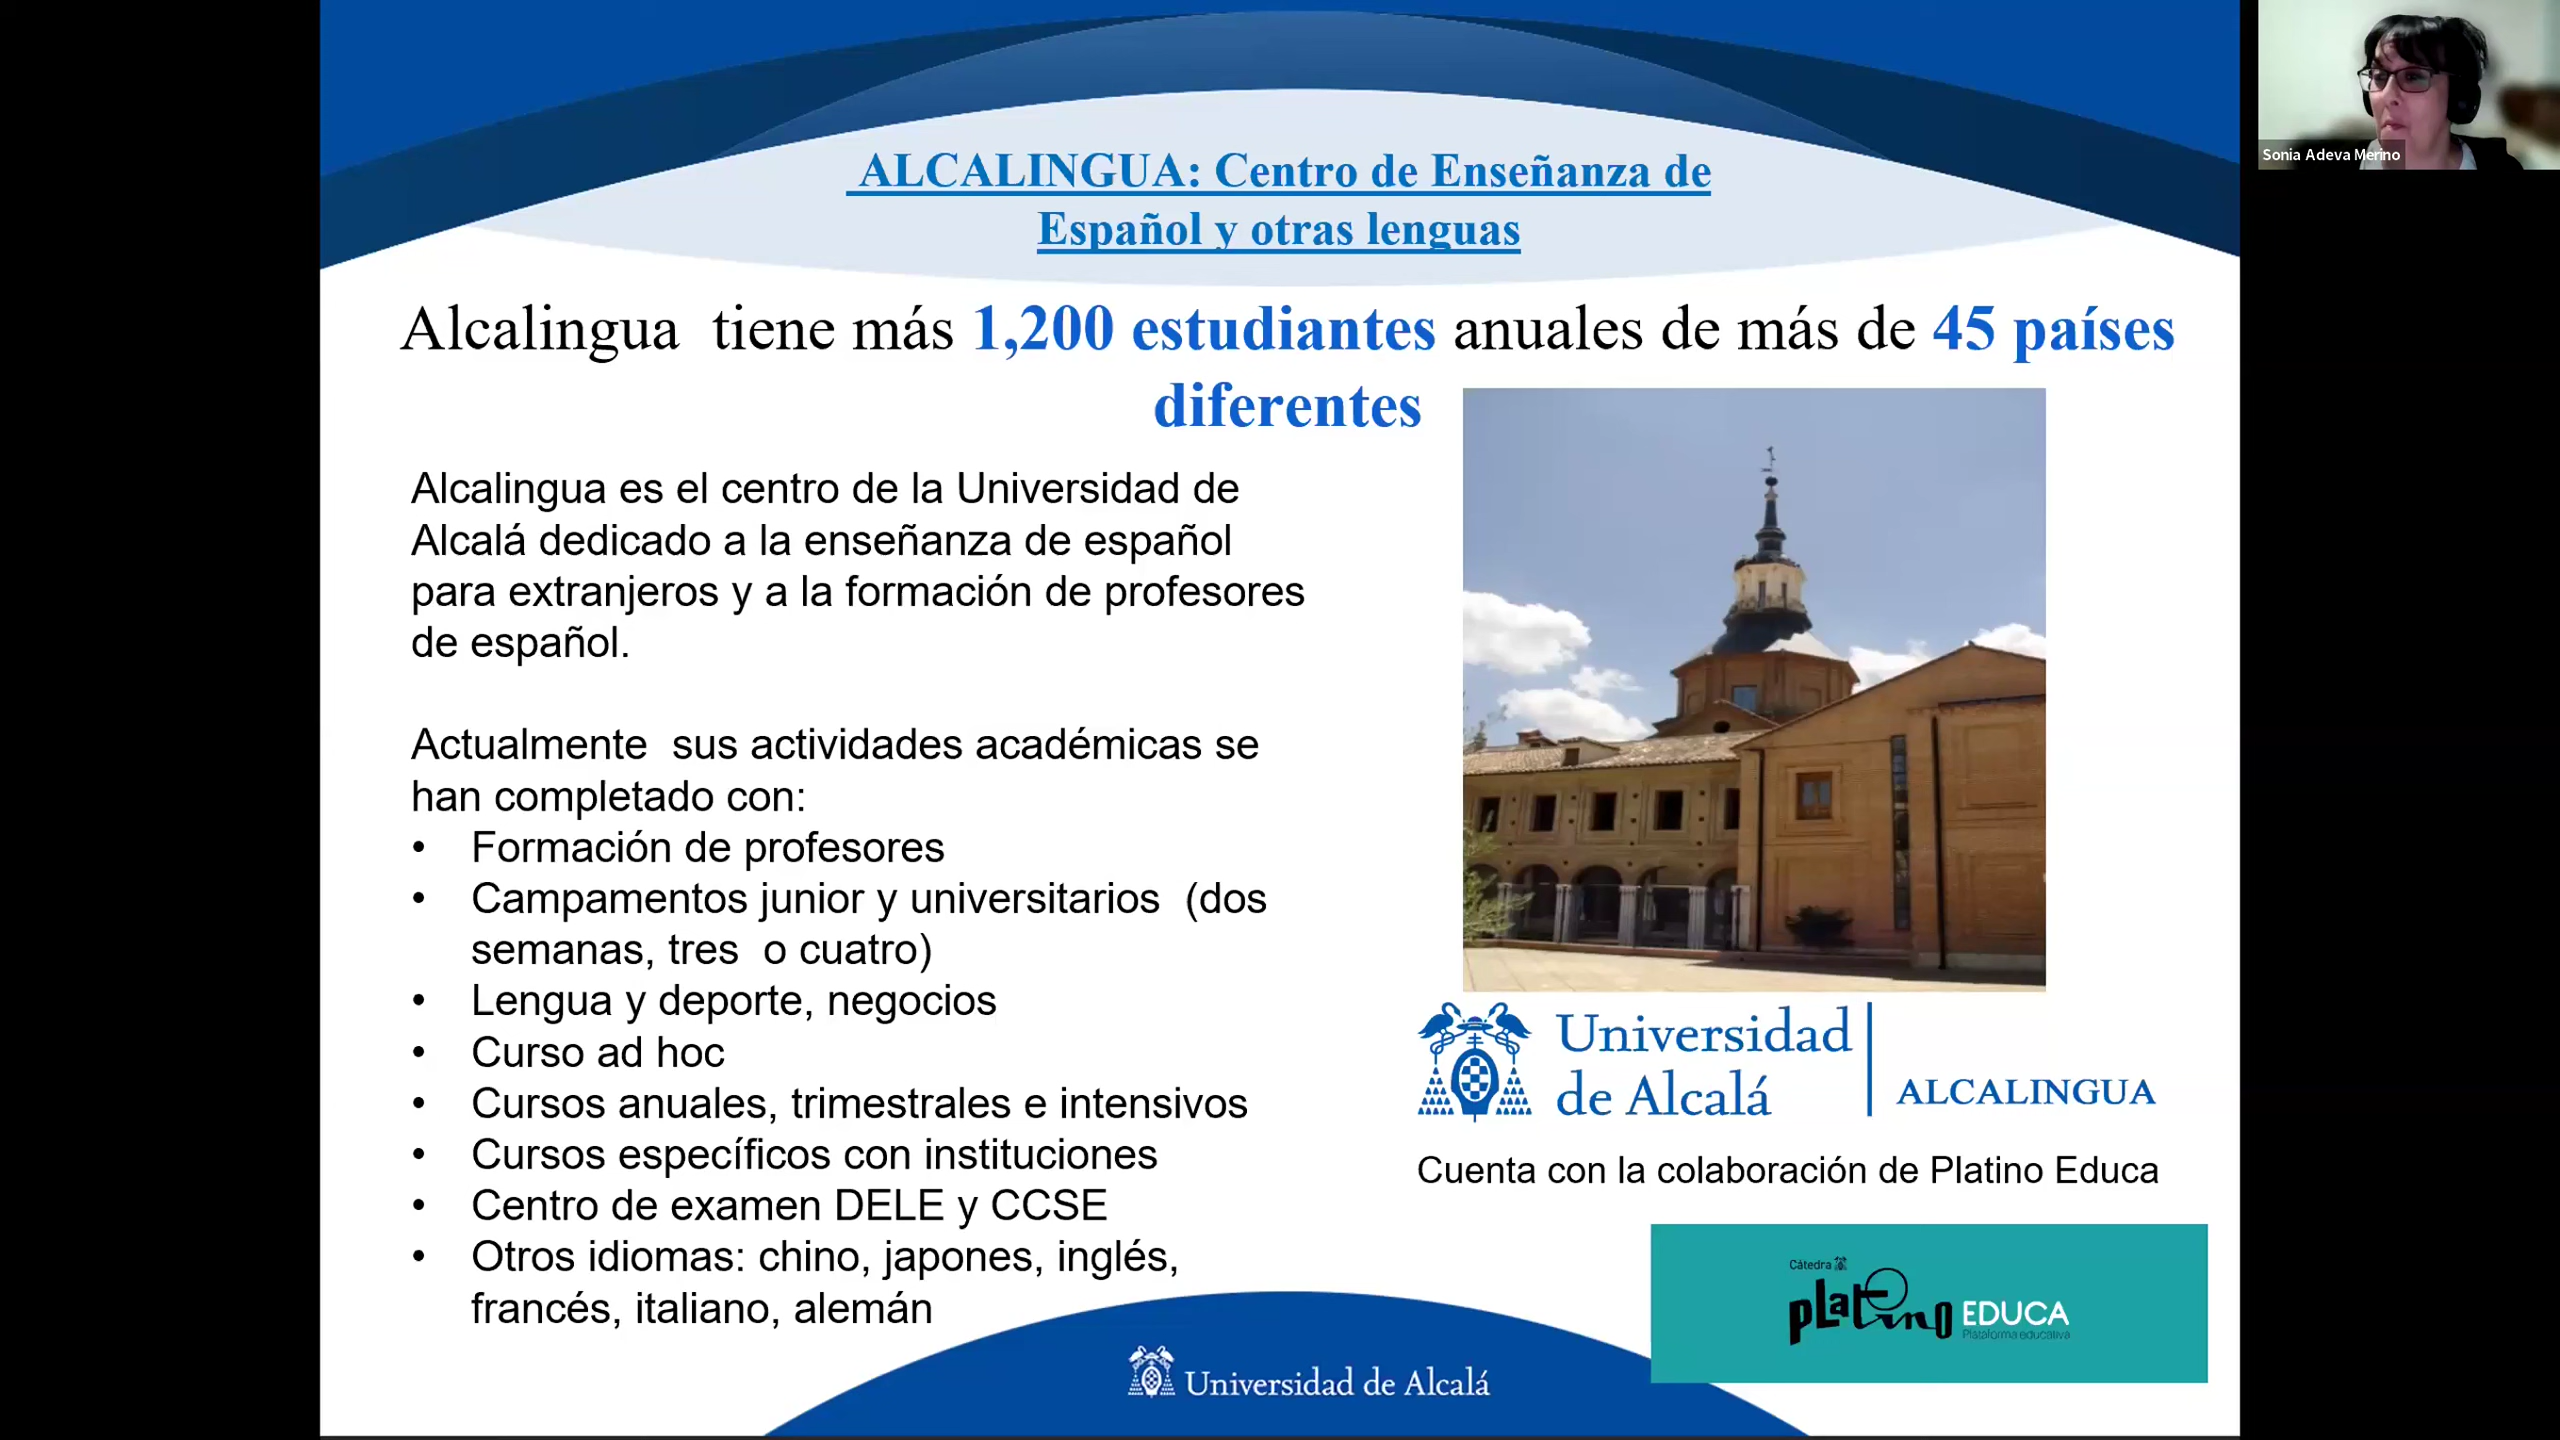 ALCALINGUA: Centro de Enseñanza de
Español y otras lenguas
Alcalingua tiene más 1,200 estudiantes anuales de más de 45 países
diferentes
Alcalingua es el centro de la Universidad de
Alcalá dedicado a la enseñanza de español
para extranjeros y a la formación de profesores
de español.
Actualmente sus actividades académicas se
han completado con:
• Formación de profesores
• Campamentos junior y universitarios (dos
semanas, tres o cuatro)
• Lengua y deporte, negocios
• Curso ad hoc
• Cursos anuales, trimestrales e intensivos
• Cursos específicos con instituciones
• Centro de examen DELE y CCSE
• Otros idiomas: chino, japones, inglés,
francés, italiano, alemán
Universidad
de Alcalá
ALCALINGUA
Cuenta con la colaboración de Platino Educa
Cátedra
platino EDUCA
Plataforma educativa
Universidad de Alcalá
Sonia Adeva Merino